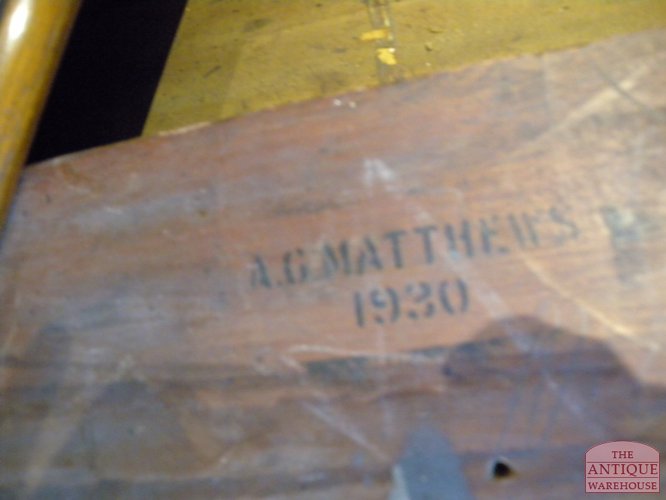 A.G.MATTHEWS
1930
THE
ANTIQUE
WAREHOUSE